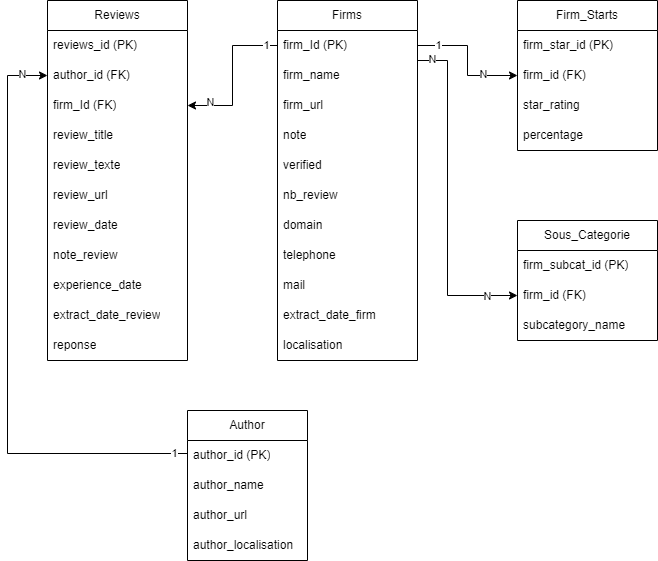 Reviews
reviews_id (PK)
author_id (FK)
firm_Id (FK)
review_title
review_texte
review_url
review_date
note_review
experience_date
extract_date_review
reponse
Firms
firm_Id (PK)
firm_name
firm_url
note
verified
nb_review
domain
telephone
mail
extract_date_firm
localisation
Firm_Starts
firm_star_id (PK)
firm_id (FK)
star_rating
percentage
Sous_Categorie
firm_subcat_id (PK)
firm_id (FK)
subcategory_name
Author
author_id (PK)
author_name
author_url
author_localisation
N
1
N
1
N
1
N
N